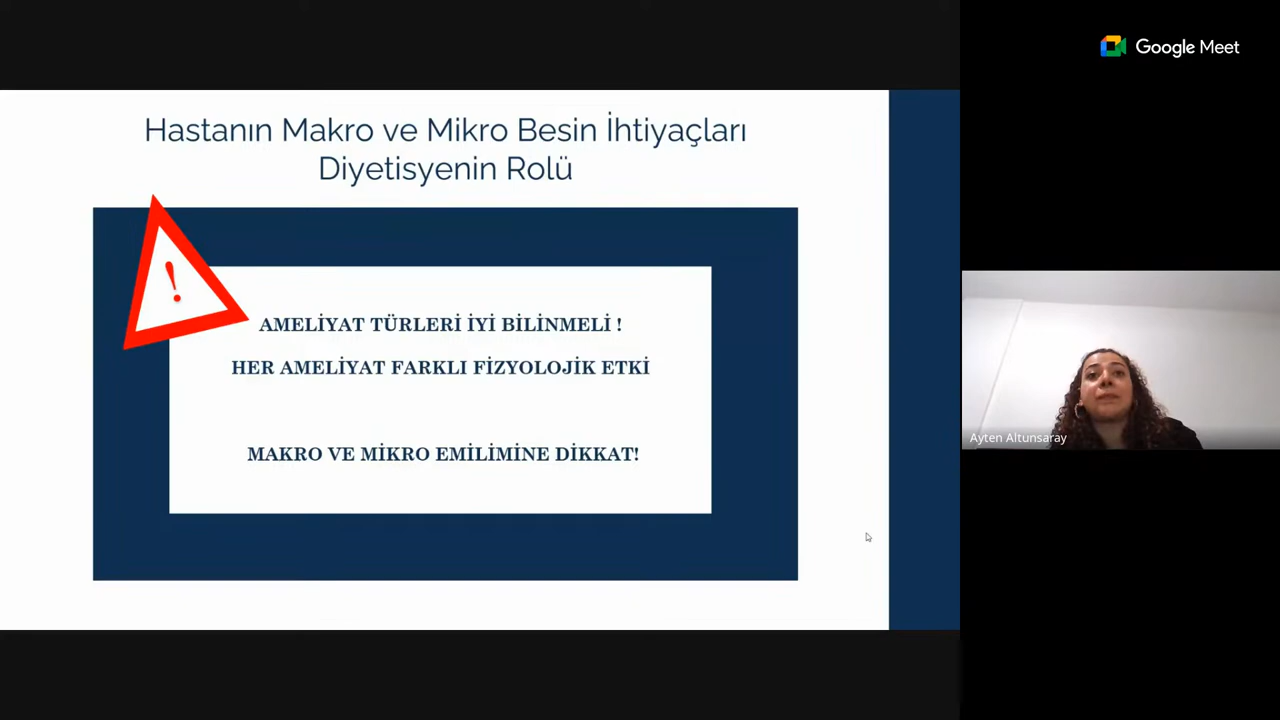 Google Meet
Hastanın Makro ve Mikro Besin İhtiyaçları
Diyetisyenin Rolü
!
AMELİYAT TÜRLERİ İYİ BİLİNMELİ !
HER AMELİYAT FARKLI FİZYOLOJİK ETKİ
MAKRO VE MİKRO EMİLİMİNE DİKKAT!
Ayten Altunsaray